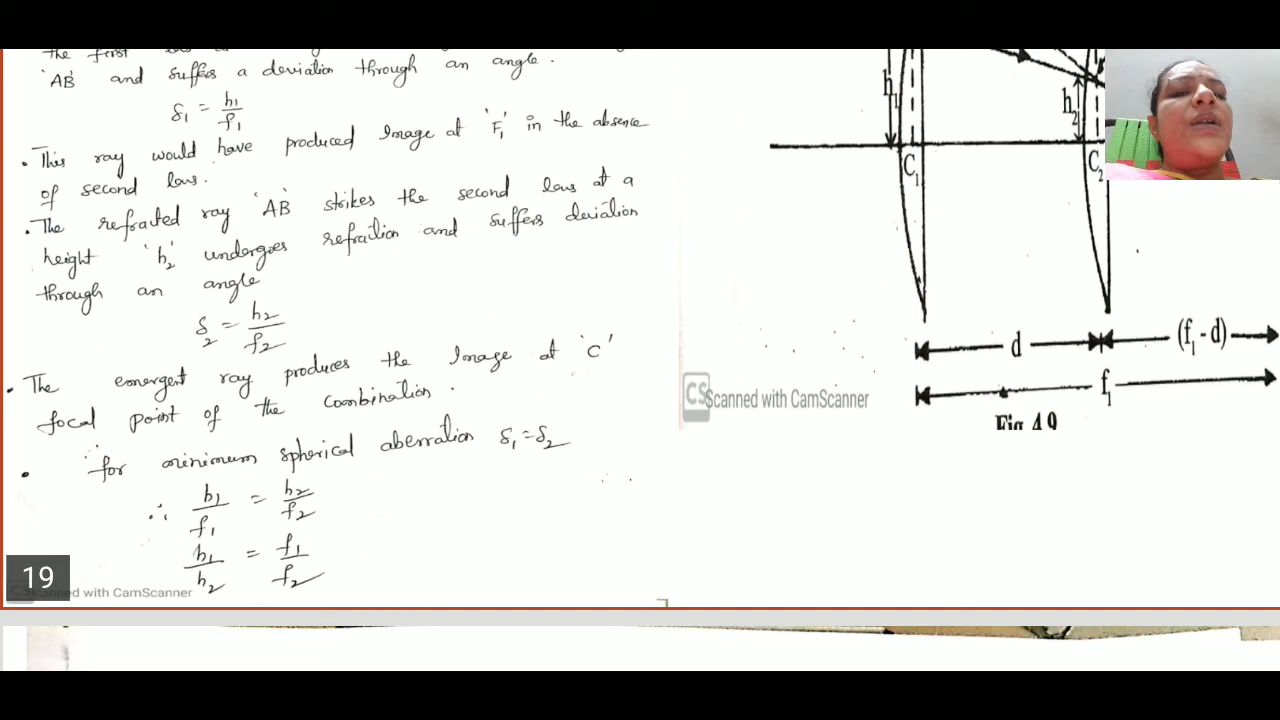 the first
'AB' and suffers a deviation through an angle.
δ₁ = h₁/f₁
• This ray would have produced Image at 'F₁' in the absence
of second lens.
• The refracted ray 'AB' strikes the second lens at a
height 'h₂' undergoes refraction and suffers deviation
through an angle
δ₂ = h₂/f₂
• The emergent ray produces the Image at 'C'
focal point of the combination.
• for minimum spherical aberration δ₁ = δ₂
∴ h₁/f₁ = h₂/f₂
h₁/h₂ = f₁/f₂
19
canned with CamScanner
h₁
h₂
C₁
C₂
d
(f₁ - d)
f₁
CS Scanned with CamScanner
Fig 4.9